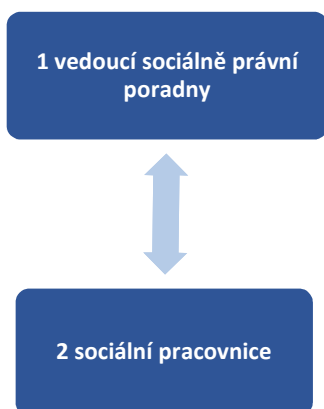 1 vedoucí sociálně právní
poradny
2 sociální pracovnice